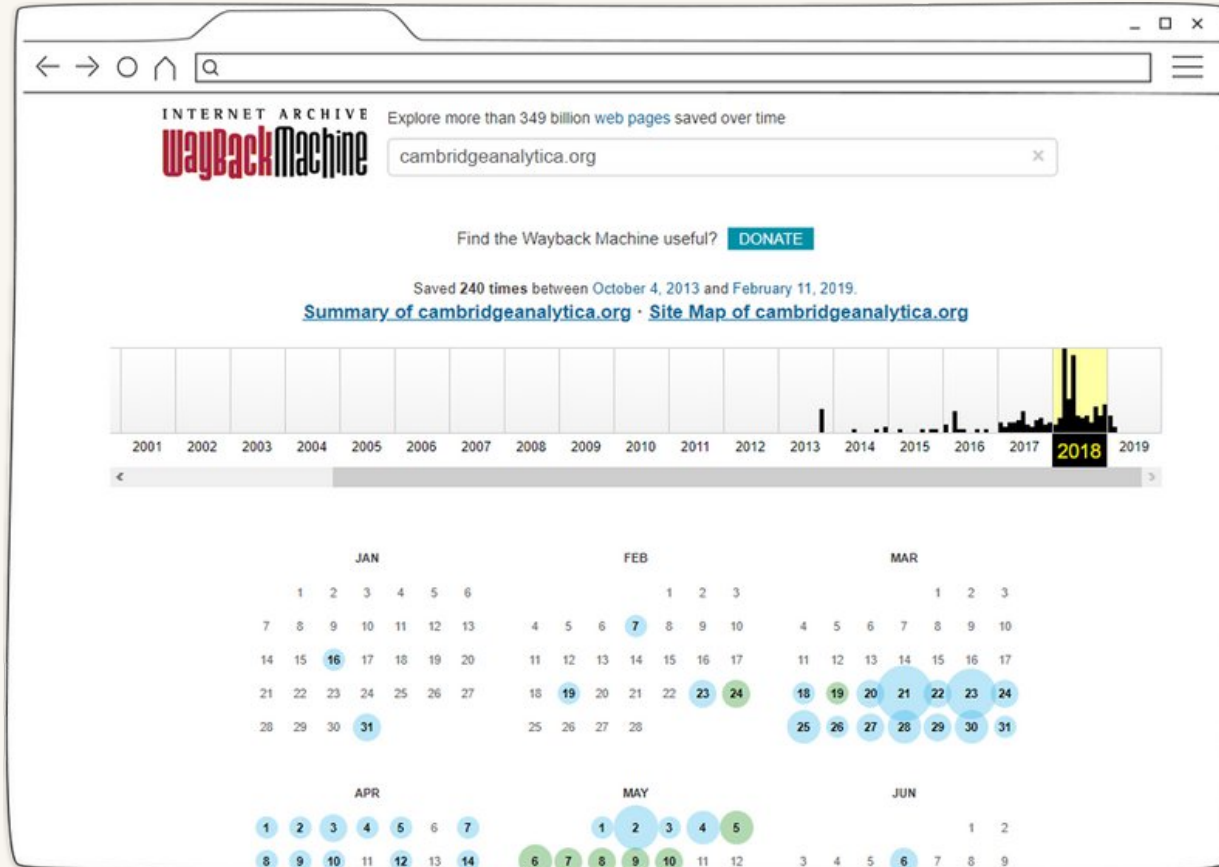 INTERNET ARCHIVE
WayBackMachine
Explore more than 349 billion web pages saved over time
cambridgeanalytica.org ×
Find the Wayback Machine useful? DONATE
Saved 240 times between October 4, 2013 and February 11, 2019.
Summary of cambridgeanalytica.org · Site Map of cambridgeanalytica.org
2001 2002 2003 2004 2005 2006 2007 2008 2009 2010 2011 2012 2013 2014 2015 2016 2017 2018 2019
JAN FEB MAR
1 2 3 4 5 6 1 2 3 1 2 3
7 8 9 10 11 12 13 4 5 6 7 8 9 10 4 5 6 7 8 9 10
14 15 16 17 18 19 20 11 12 13 14 15 16 17 11 12 13 14 15 16 17
21 22 23 24 25 26 27 18 19 20 21 22 23 24 18 19 20 21 22 23 24
28 29 30 31 25 26 27 28 25 26 27 28 29 30 31
APR MAY JUN
1 2 3 4 5 6 7 1 2 3 4 5 1 2
8 9 10 11 12 13 14 6 7 8 9 10 11 12 3 4 5 6 7 8 9